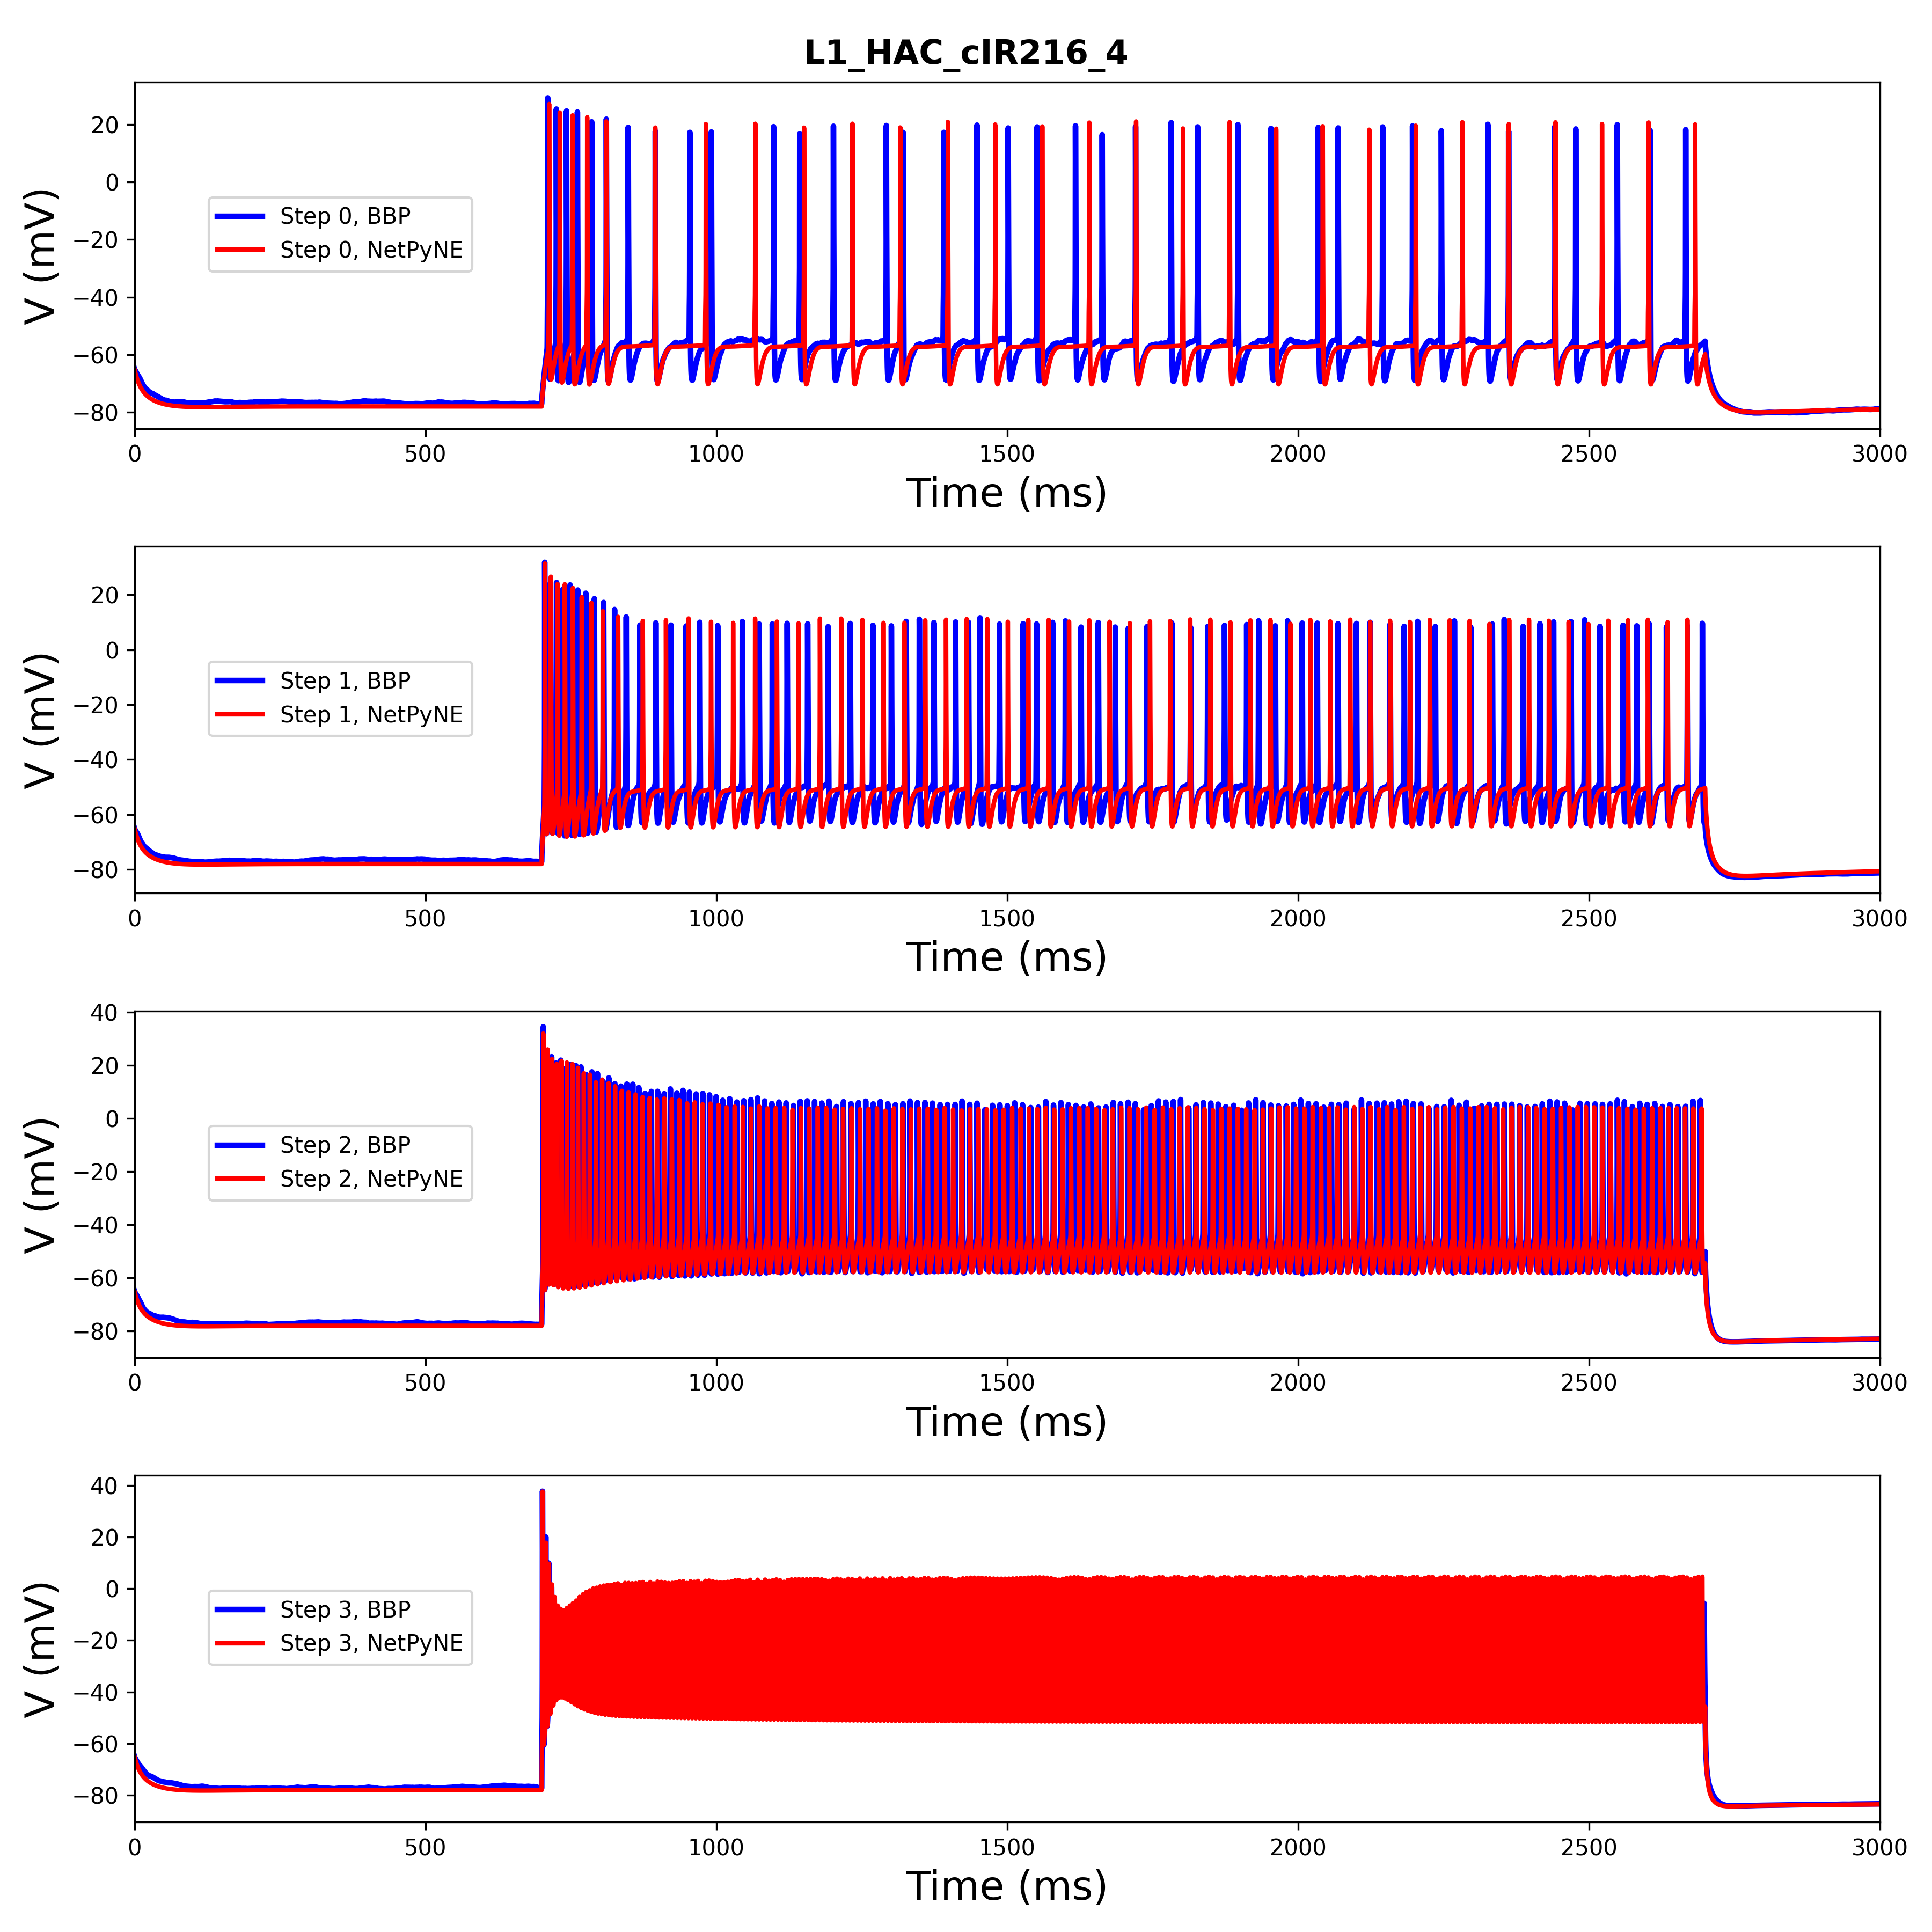 L1_HAC_cIR216_4
20
0
−20
−40
−60
−80
V (mV)
Step 0, BBP
Step 0, NetPyNE
0 500 1000 1500 2000 2500 3000
Time (ms)
20
0
−20
−40
−60
−80
V (mV)
Step 1, BBP
Step 1, NetPyNE
0 500 1000 1500 2000 2500 3000
Time (ms)
40
20
0
−20
−40
−60
−80
V (mV)
Step 2, BBP
Step 2, NetPyNE
0 500 1000 1500 2000 2500 3000
Time (ms)
40
20
0
−20
−40
−60
−80
V (mV)
Step 3, BBP
Step 3, NetPyNE
0 500 1000 1500 2000 2500 3000
Time (ms)